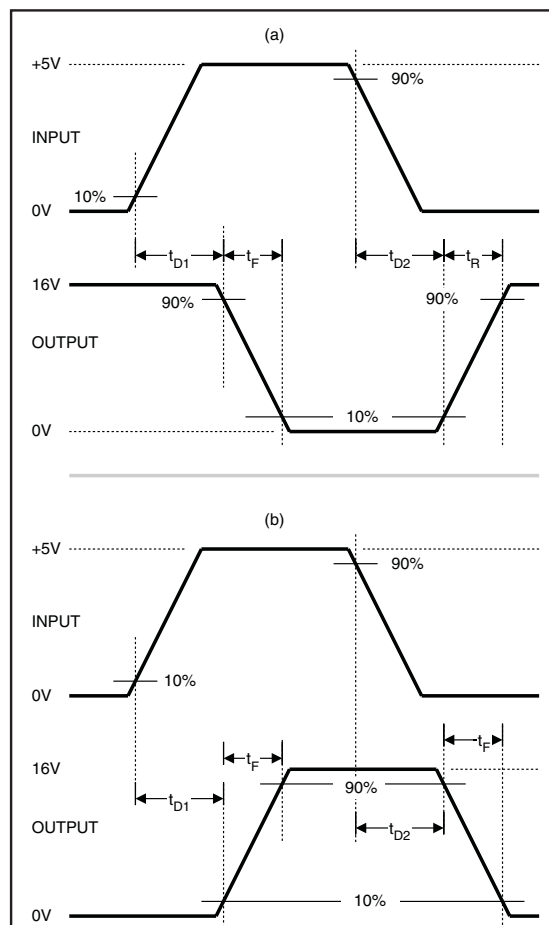 (a)
+5V
90%
INPUT
10%
0V
tD1 tF tD2 tR
16V
90% 90%
OUTPUT
10%
0V
(b)
+5V
90%
INPUT
10%
0V
tF
tF
16V
90%
tD1
tD2
OUTPUT
10%
0V